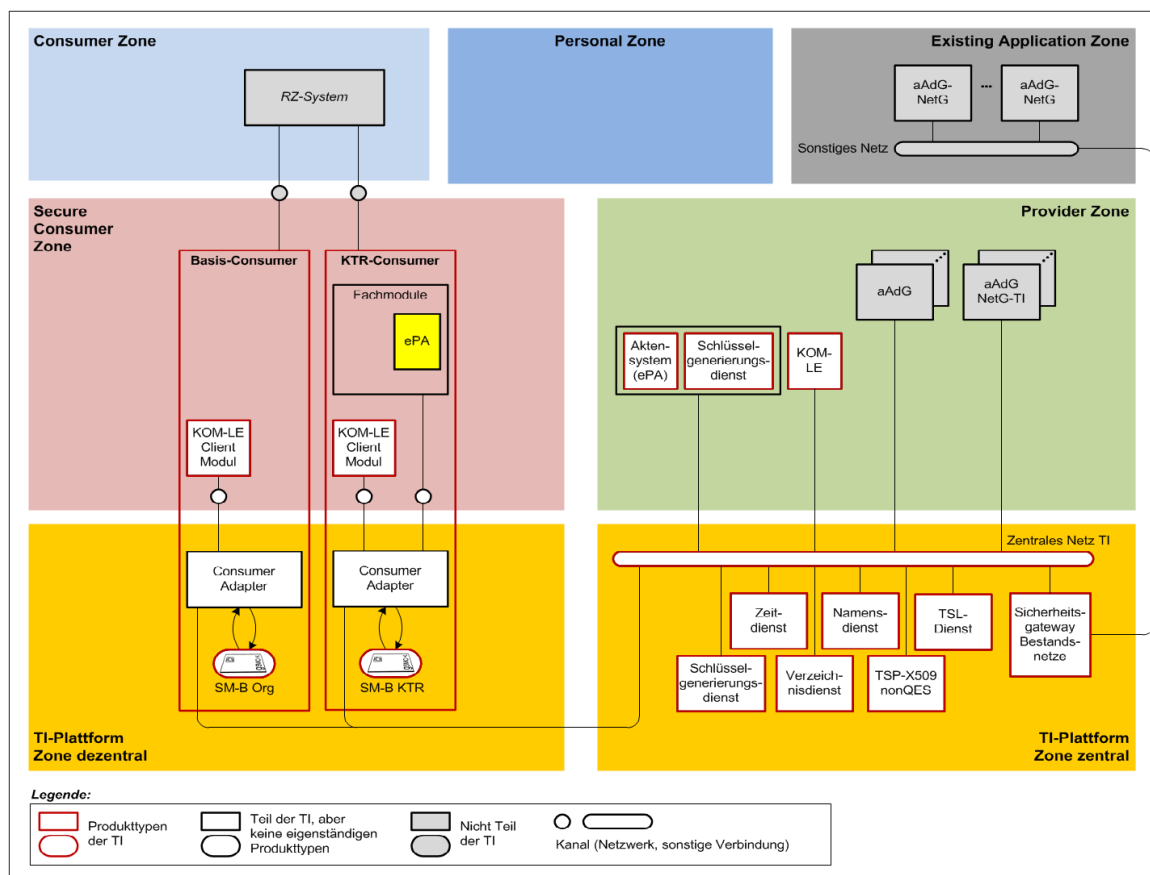 Consumer Zone
RZ-System
Personal Zone
Existing Application Zone
aAdG-
NetG
...
aAdG-
NetG
Sonstiges Netz
Secure
Consumer
Zone
Basis-Consumer
KTR-Consumer
Fachmodule
ePA
KOM-LE
Client
Modul
KOM-LE
Client
Modul
Provider Zone
aAdG
aAdG
NetG-TI
Akten-
system
(ePA)
Schlüssel-
generierungs-
dienst
KOM-
LE
Consumer
Adapter
Consumer
Adapter
SM-B Org
SM-B KTR
TI-Plattform
Zone dezentral
Zentrales Netz TI
Zeit-
dienst
Namens-
dienst
TSL-
Dienst
Sicherheits-
gateway
Bestands-
netze
Schlüssel-
generierungs-
dienst
Verzeich-
nisdienst
TSP-X509
nonQES
TI-Plattform
Zone zentral
Legende:
Produkttypen
der TI
Teil der TI, aber
keine eigenständigen
Produkttypen
Nicht Teil
der TI
Kanal (Netzwerk, sonstige Verbindung)